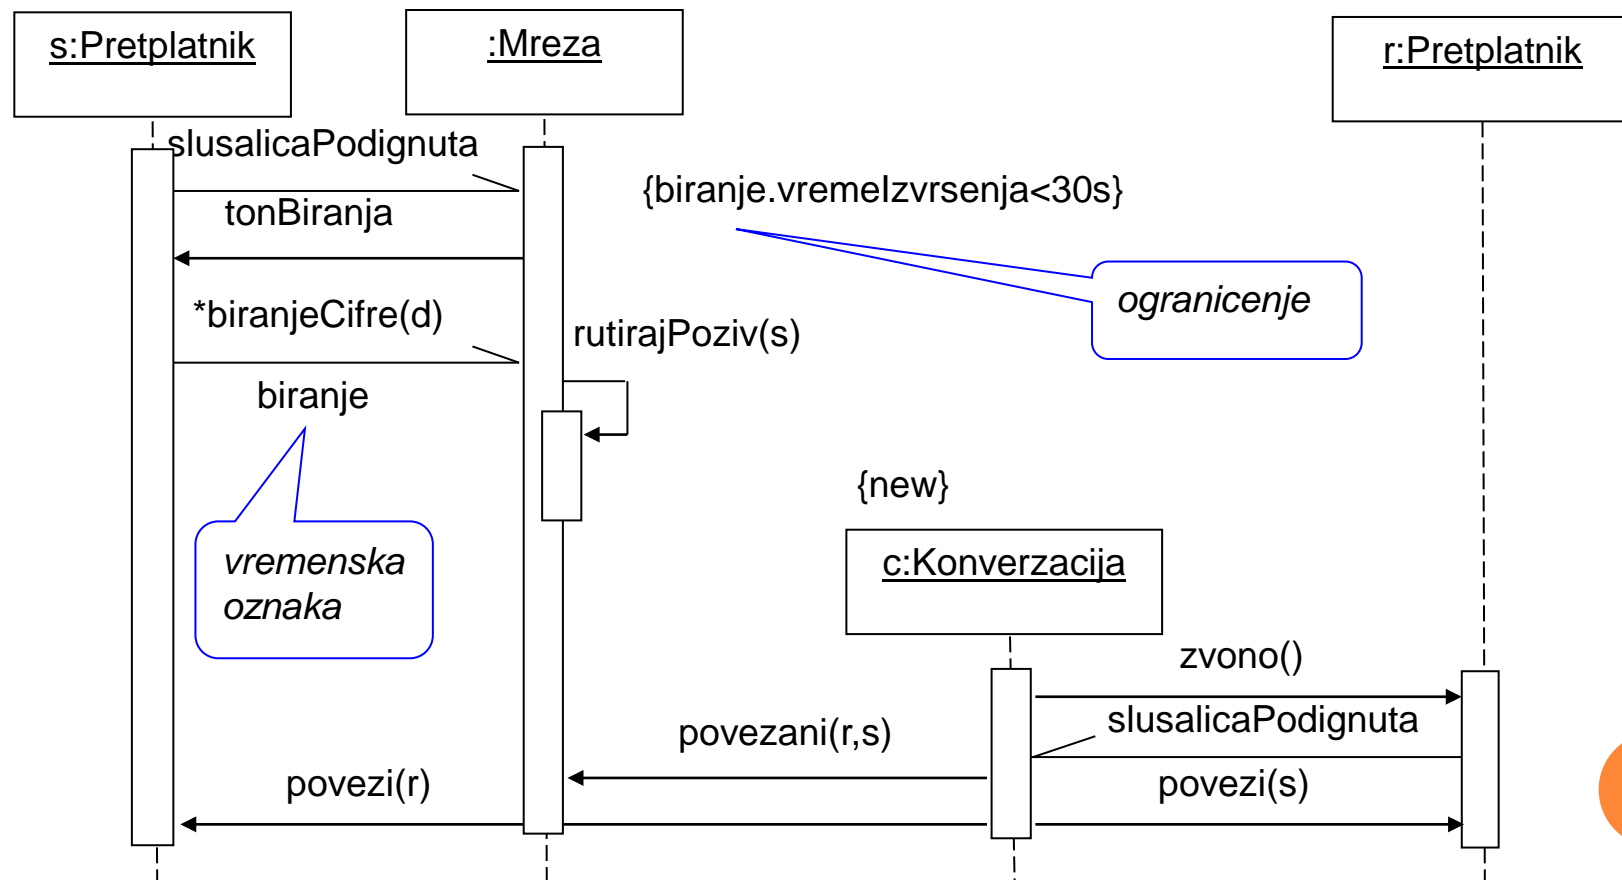 s:Pretplatnik
:Mreza
r:Pretplatnik
slusalicaPodignuta
{biranje.vremeIzvrsenja<30s}
tonBiranja
ogranicenje
*biranjeCifre(d)
rutirajPoziv(s)
biranje
{new}
vremenska
oznaka
c:Konverzacija
zvono()
slusalicaPodignuta
povezani(r,s)
povezi(r)
povezi(s)